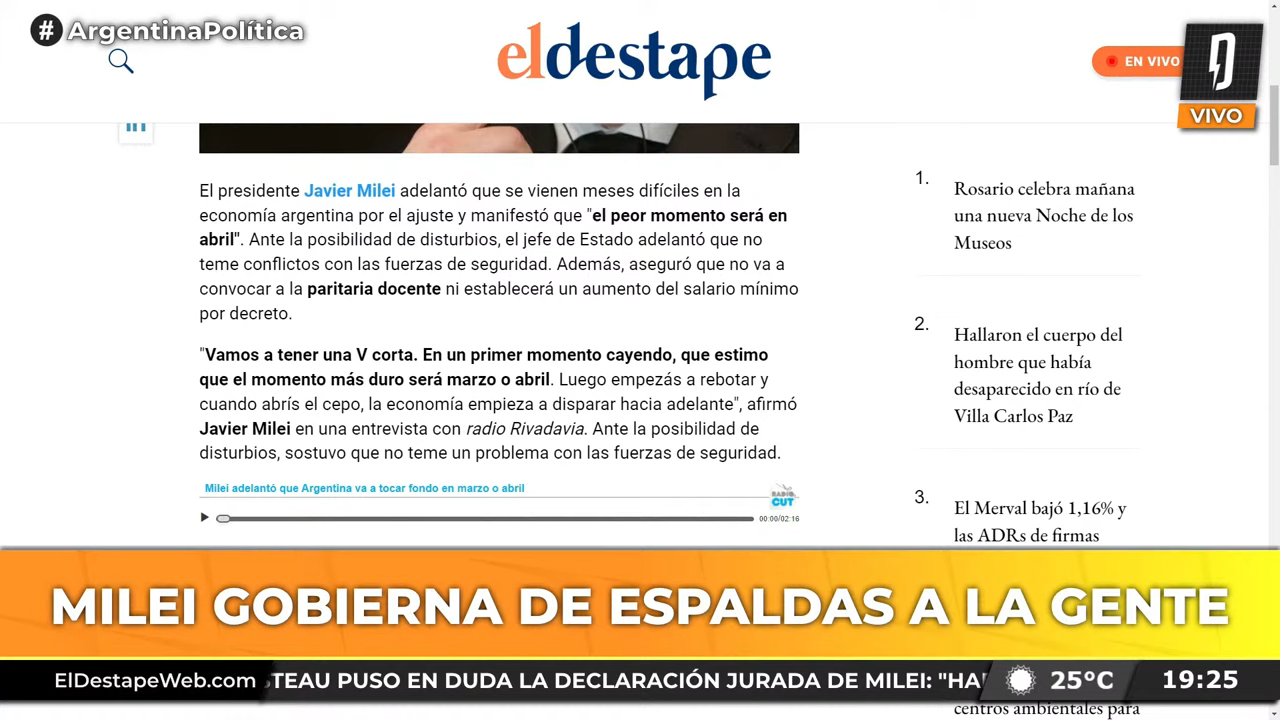 # #ArgentinaPolítica
eldestape
EN VIVO
VIVO
in
El presidente Javier Milei adelantó que se vienen meses difíciles en la
economía argentina por el ajuste y manifestó que "el peor momento será en
abril". Ante la posibilidad de disturbios, el jefe de Estado adelantó que no
teme conflictos con las fuerzas de seguridad. Además, aseguró que no va a
convocar a la paritaria docente ni establecerá un aumento del salario mínimo
por decreto.
"Vamos a tener una V corta. En un primer momento cayendo, que estimo
que el momento más duro será marzo o abril. Luego empezás a rebotar y
cuando abrís el cepo, la economía empieza a disparar hacia adelante", afirmó
Javier Milei en una entrevista con radio Rivadavia. Ante la posibilidad de
disturbios, sostuvo que no teme un problema con las fuerzas de seguridad.
Milei adelantó que Argentina va a tocar fondo en marzo o abril
RADIO
CUT
00:00/02:16
1.
Rosario celebra mañana
una nueva Noche de los
Museos
2.
Hallaron el cuerpo del
hombre que había
desaparecido en río de
Villa Carlos Paz
3.
El Merval bajó 1,16% y
las ADRs de firmas
MILEI GOBIERNA DE ESPALDAS A LA GENTE
ElDestapeWeb.com
TEAU PUSO EN DUDA LA DECLARACIÓN JURADA DE MILEI: "HA
25°C
19:25
centros ambientales para